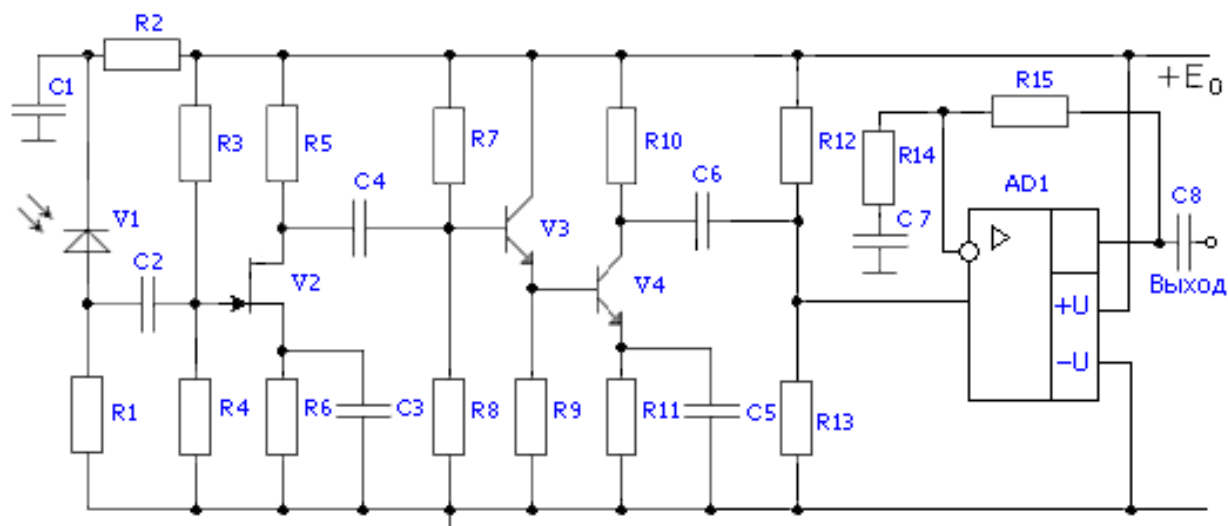 R2
C1
R3
R5
R7
R10
R12
R15
+E0
R14
AD1
C4
C6
C8
V1
C2
V2
V3
V4
C 7
Выход
+U
-U
R1
R4
R6
C3
R8
R9
R11
C5
R13